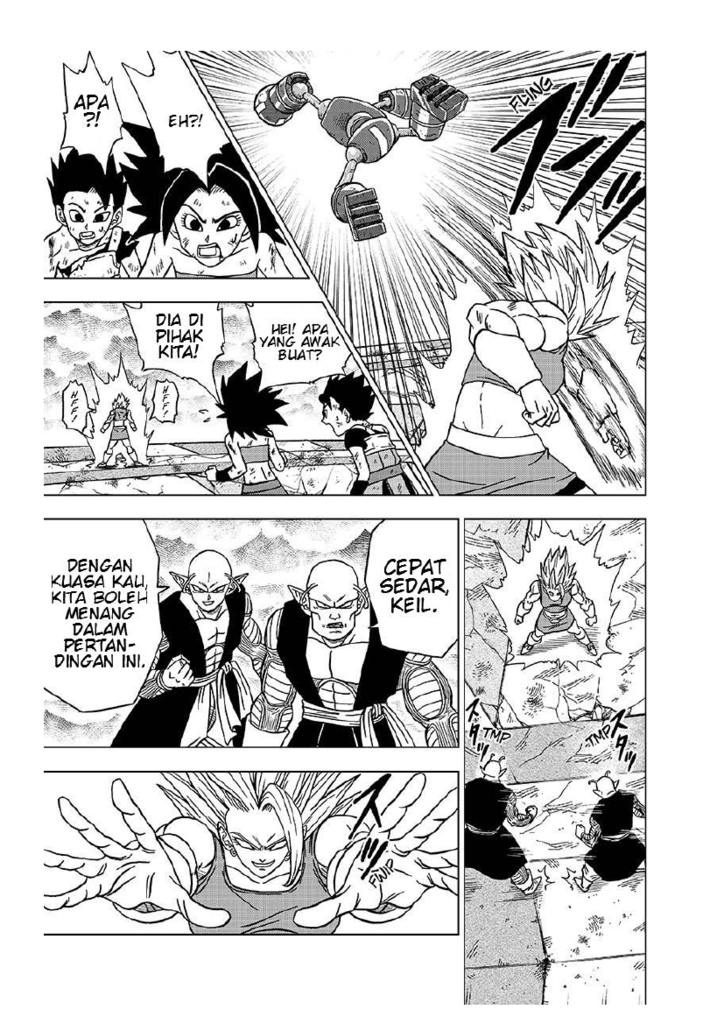 FLING
EH?!
APA
?!
HEI! APA
YANG AWAK
BUAT?
DIA DI
PIHAK
KITA!
HFF!
HFF!
CEPAT
SEDAR,
KEIL.
DENGAN
KUASA KAU,
KITA BOLEH
MENANG
DALAM
PERTAN-
DINGAN INI.
TMP
TMP
FWIP